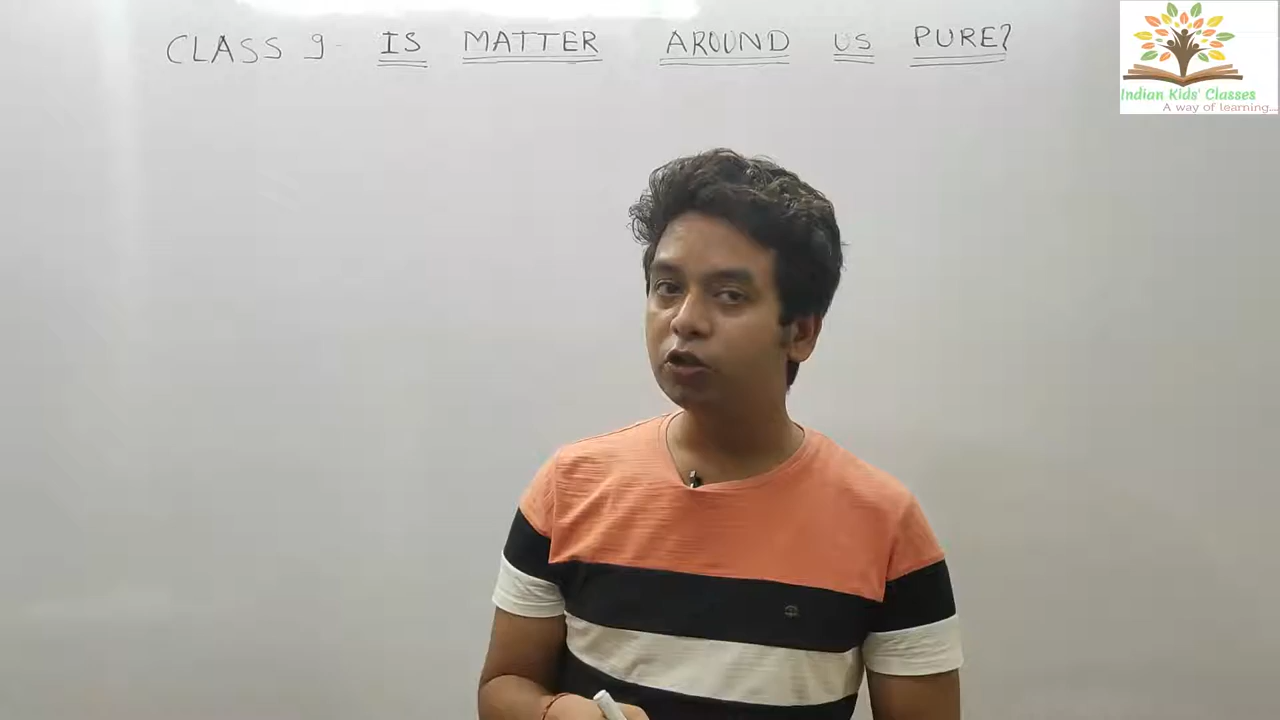 CLASS 9- IS MATTER AROUND US PURE?
Indian Kids' Classes
A way of learning....